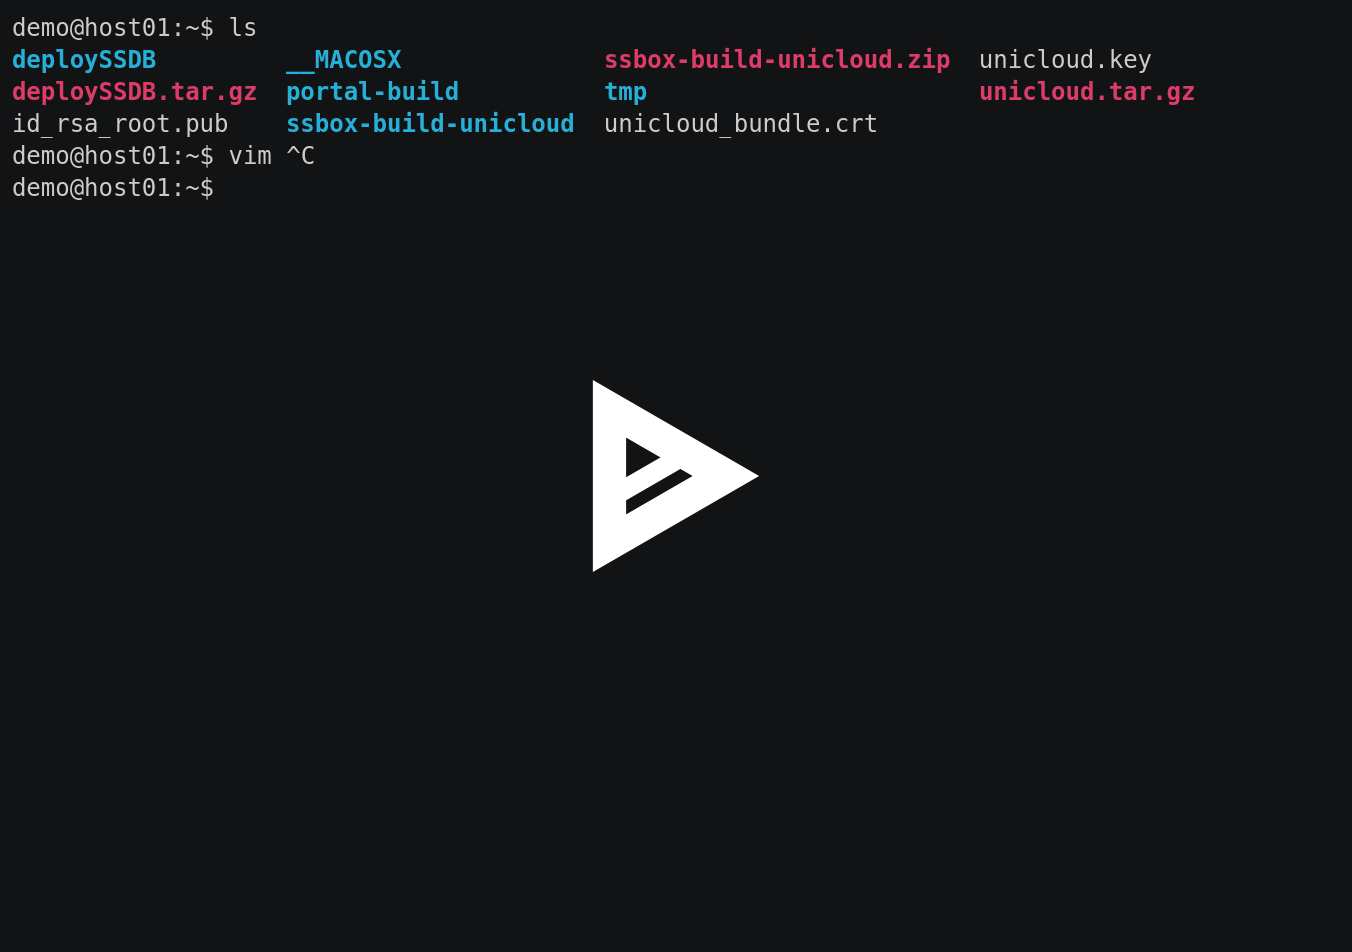 demo@host01:~$ ls
deploySSDB         __MACOSX              ssbox-build-unicloud.zip  unicloud.key
deploySSDB.tar.gz  portal-build          tmp                       unicloud.tar.gz
id_rsa_root.pub    ssbox-build-unicloud  unicloud_bundle.crt
demo@host01:~$ vim ^C
demo@host01:~$